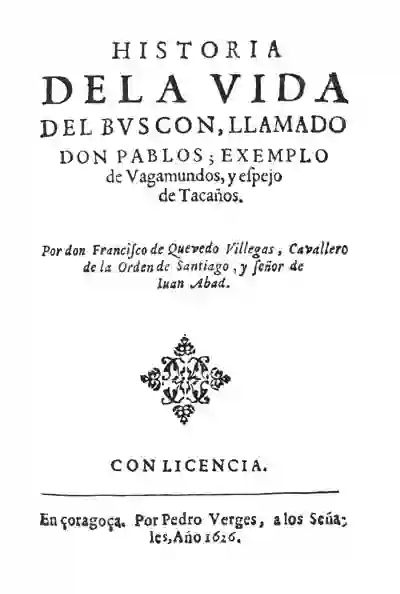 HISTORIA
DELA VIDA
DEL BVSCON, LLAMADO
DON PABLOS; EXEMPLO
de Vagamundos, y eſpejo
de Tacaños.
Por don Franciſco de Quevedo Villegas, Cavallero
de la Orden de Santiago, y ſeñor de
Iuan Abad.
CON LICENCIA.
En çoragoça. Por Pedro Verges, a los Seña-
les, Año 1626.